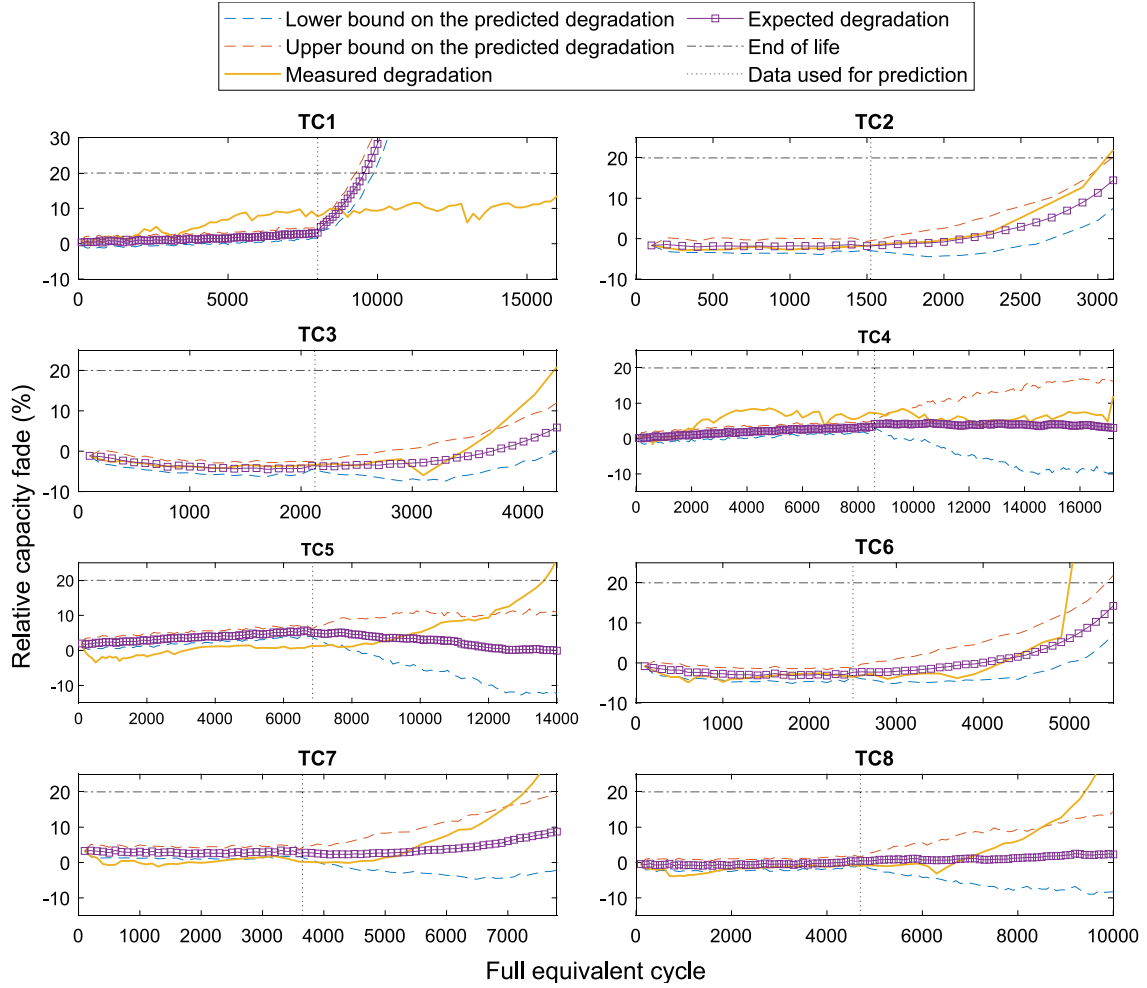 Lower bound on the predicted degradation
Upper bound on the predicted degradation
Measured degradation
Expected degradation
End of life
Data used for prediction
Relative capacity fade (%)
TC1
30
20
10
0
-10
0 5000 10000 15000
TC2
20
10
0
-10
0 500 1000 1500 2000 2500 3000
TC3
20
10
0
-10
0 1000 2000 3000 4000
TC4
20
10
0
-10
0 2000 4000 6000 8000 10000 12000 14000 16000
TC5
20
10
0
-10
0 2000 4000 6000 8000 10000 12000 14000
TC6
20
10
0
-10
0 1000 2000 3000 4000 5000
TC7
20
10
0
-10
0 1000 2000 3000 4000 5000 6000 7000
TC8
20
10
0
-10
0 2000 4000 6000 8000 10000
Full equivalent cycle